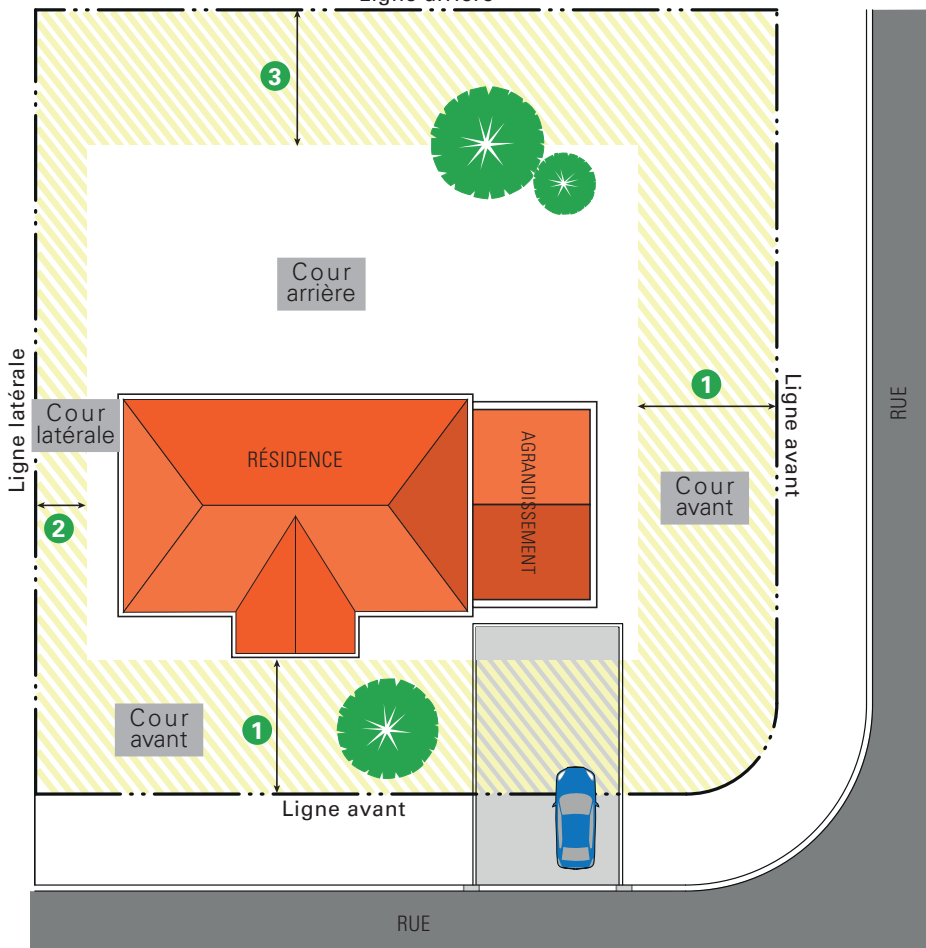 Ligne arrière
3
Cour
arrière
Ligne latérale
Cour
latérale
2
RÉSIDENCE
AGRANDISSEMENT
1
Cour
avant
Ligne avant
RUE
Cour
avant
1
Ligne avant
RUE